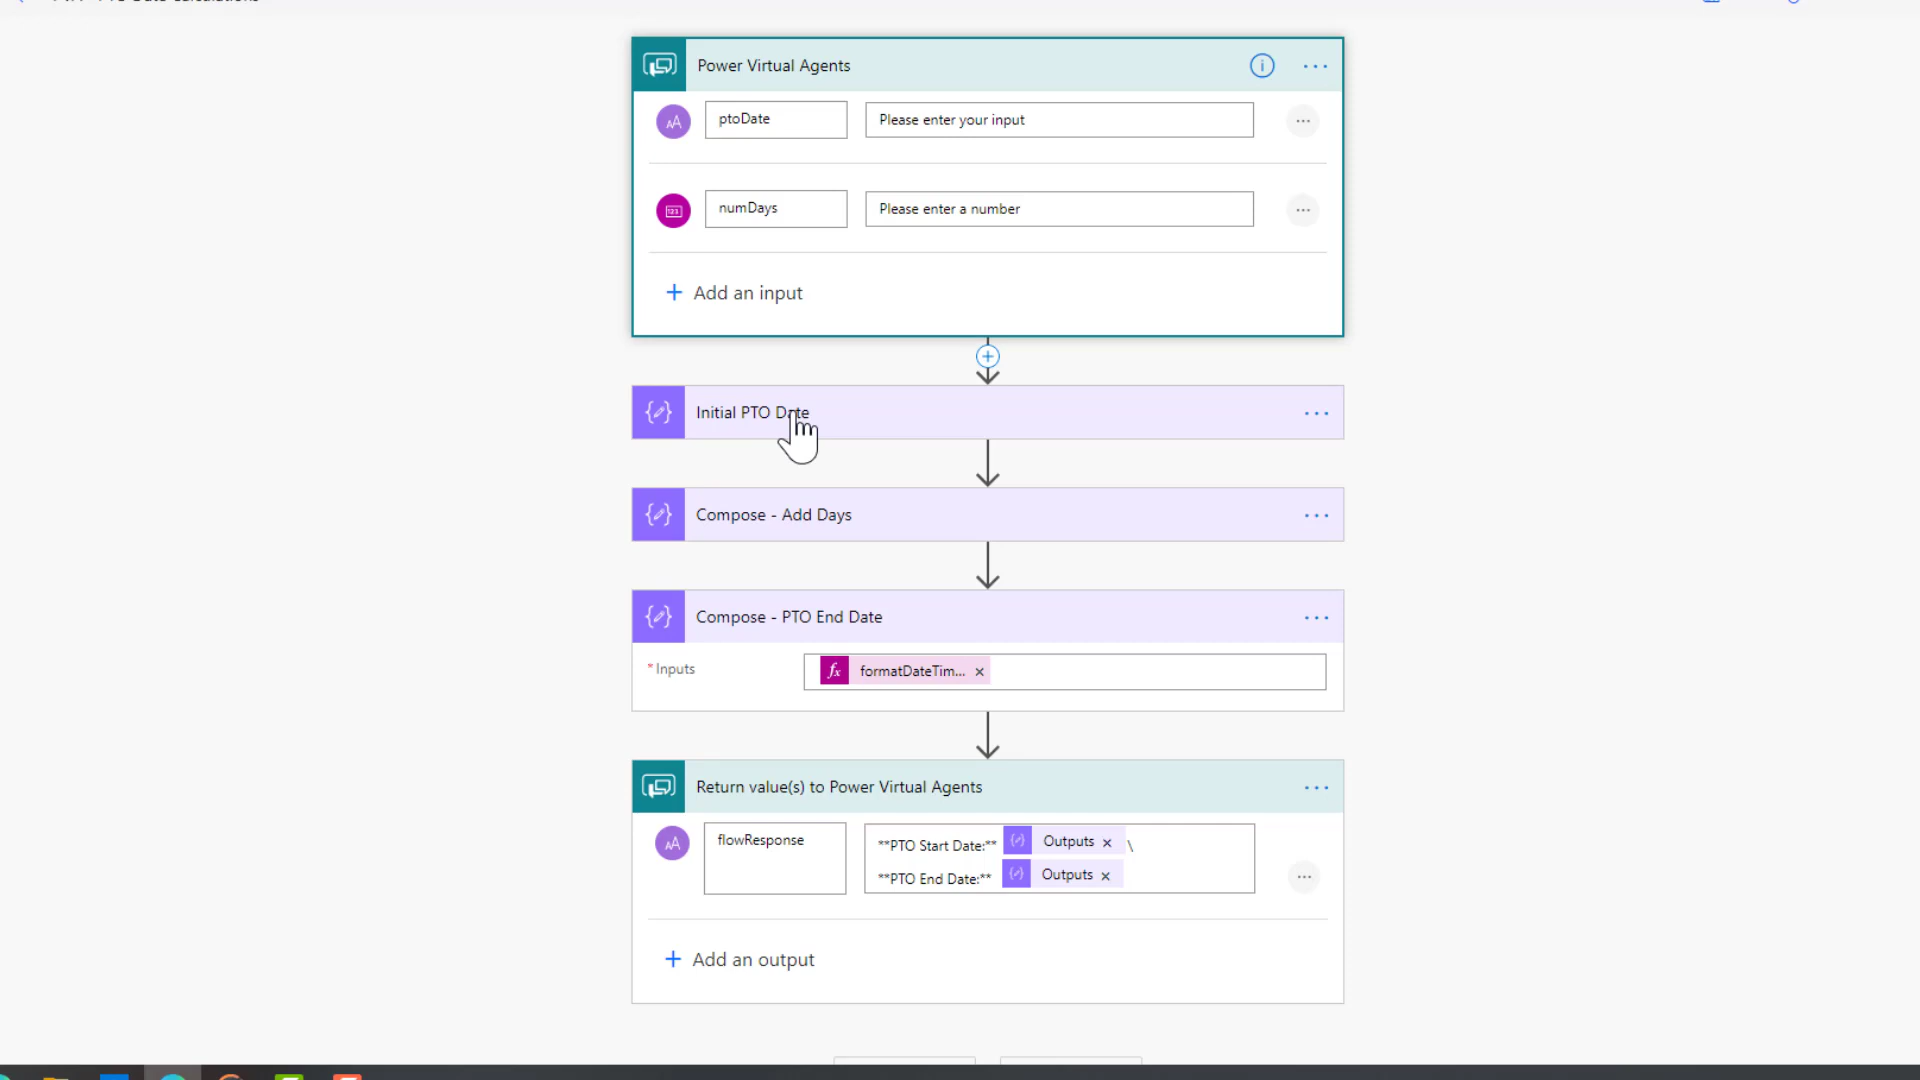 Power Virtual Agents
ptoDate
Please enter your input
numDays
Please enter a number
+ Add an input
Initial PTO Date
Compose - Add Days
Compose - PTO End Date
* Inputs
fx formatDateTim... ×
Return value(s) to Power Virtual Agents
flowResponse
**PTO Start Date:** Outputs × \
**PTO End Date:** Outputs ×
+ Add an output